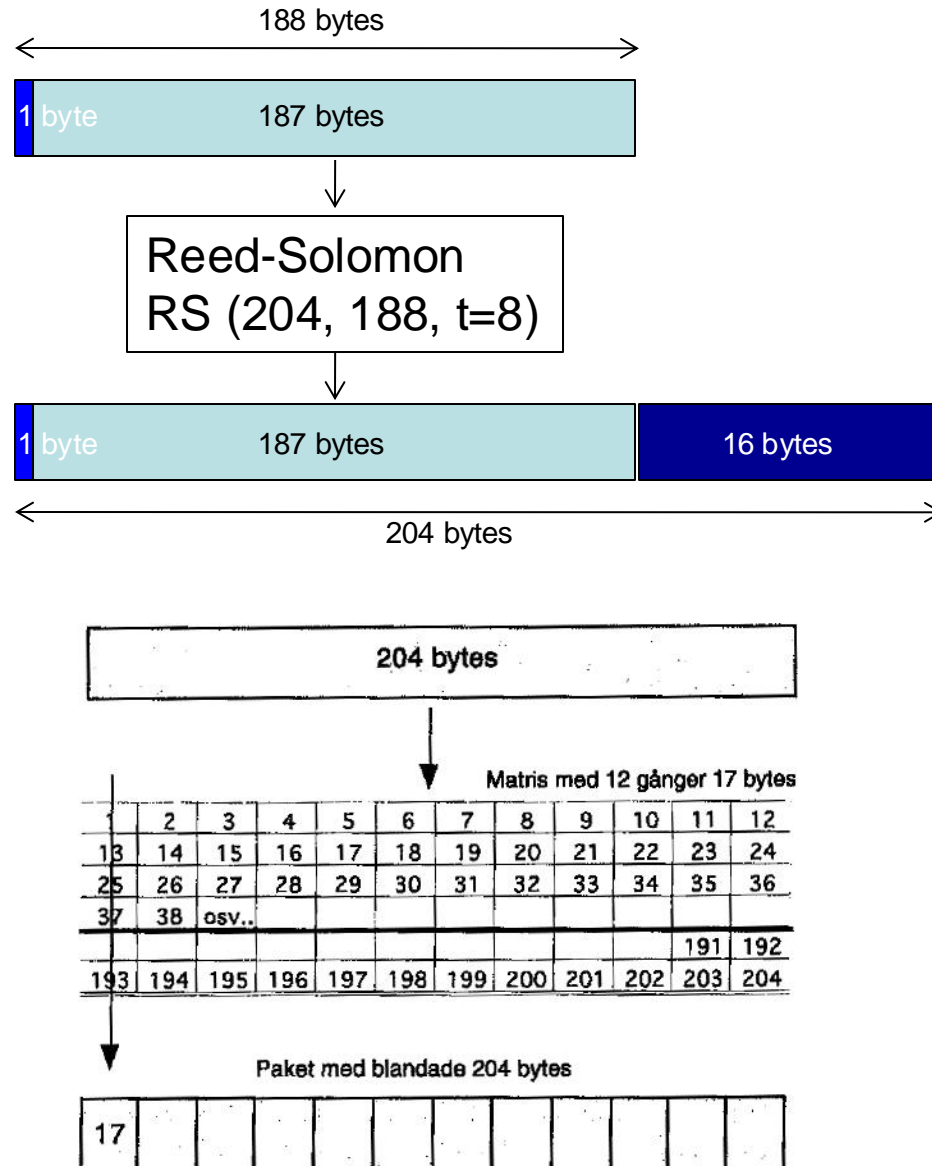 188 bytes
1 byte 187 bytes
Reed-Solomon
RS (204, 188, t=8)
1 byte 187 bytes 16 bytes
204 bytes
204 bytes
Matris med 12 gånger 17 bytes
1 2 3 4 5 6 7 8 9 10 11 12
13 14 15 16 17 18 19 20 21 22 23 24
25 26 27 28 29 30 31 32 33 34 35 36
37 38 osv..
191 192
193 194 195 196 197 198 199 200 201 202 203 204
Paket med blandade 204 bytes
17